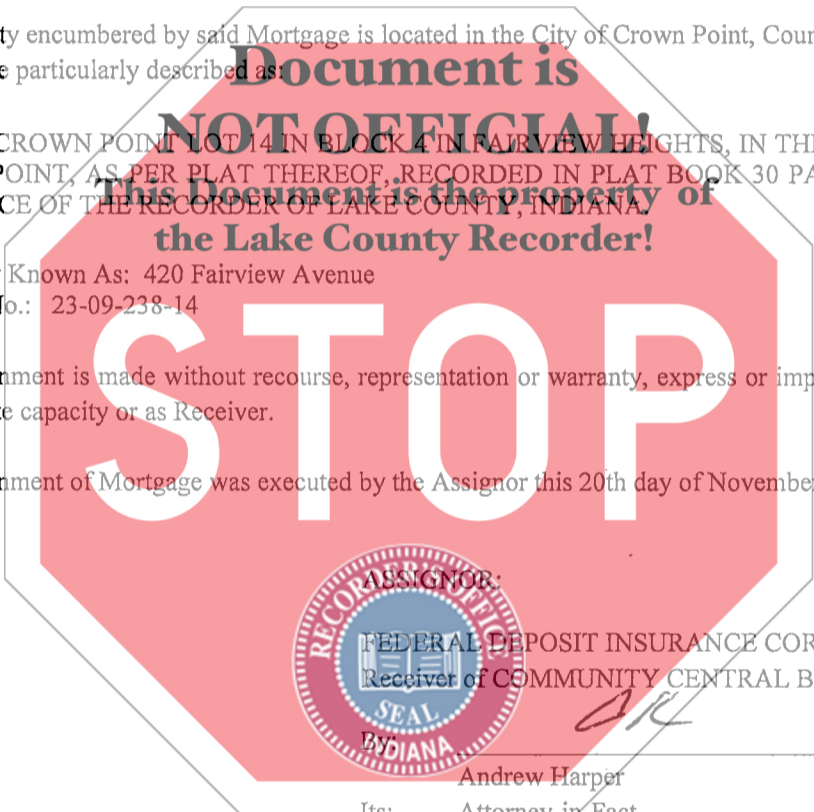 ty encumbered by said Mortgage is located in the City of Crown Point, Coun
e particularly described as:
Document is
NOT OFFICIAL!
CROWN POINT LOT 14 IN BLOCK 4 IN FAIRVIEW HEIGHTS, IN THE
POINT, AS PER PLAT THEREOF, RECORDED IN PLAT BOOK 30 PA
This Document is the property of
CE OF THE RECORDER OF LAKE COUNTY, INDIANA.
the Lake County Recorder!
Known As: 420 Fairview Avenue
No.: 23-09-238-14
STOP
nment is made without recourse, representation or warranty, express or imp
e capacity or as Receiver.
nment of Mortgage was executed by the Assignor this 20th day of November
ASSIGNOR:
FEDERAL DEPOSIT INSURANCE COR
Receiver of COMMUNITY CENTRAL B
RECORDER'S OFFICE
SEAL
INDIANA
By:
Andrew Harper
Its: Attorney in Fact